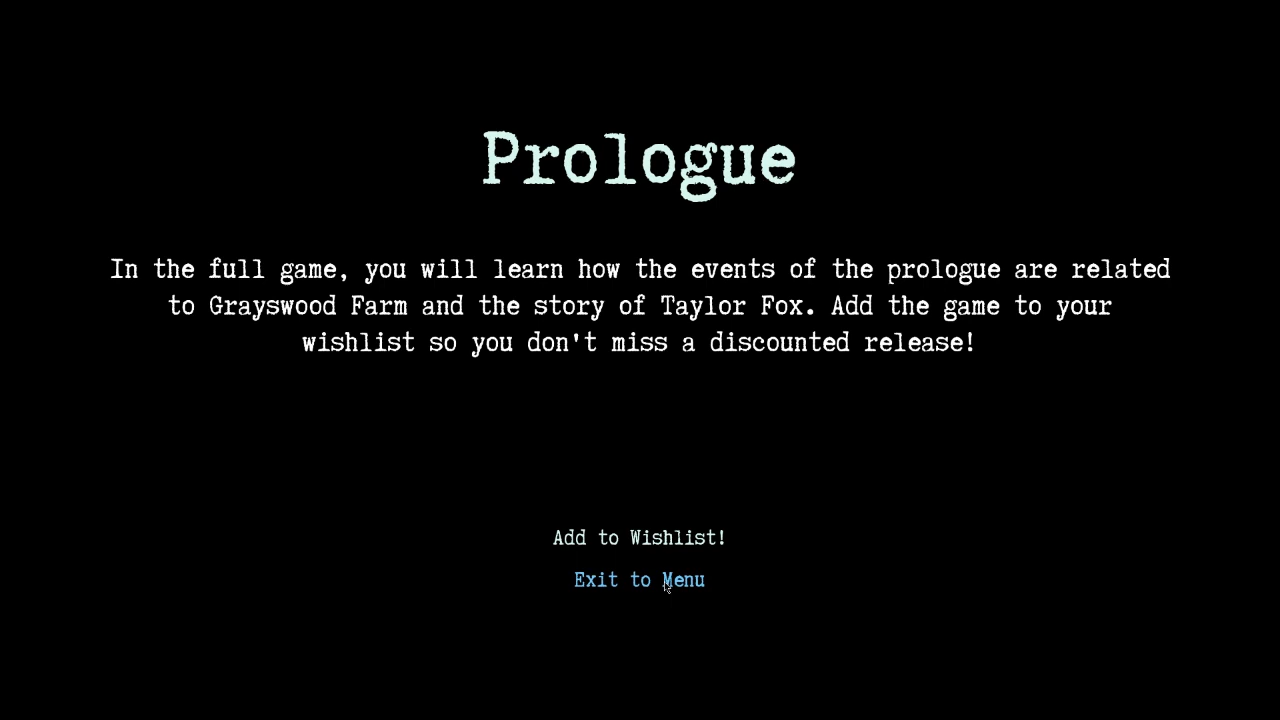 Prologue
In the full game, you will learn how the events of the prologue are related
to Grayswood Farm and the story of Taylor Fox. Add the game to your
wishlist so you don't miss a discounted release!
Add to Wishlist!
Exit to Menu